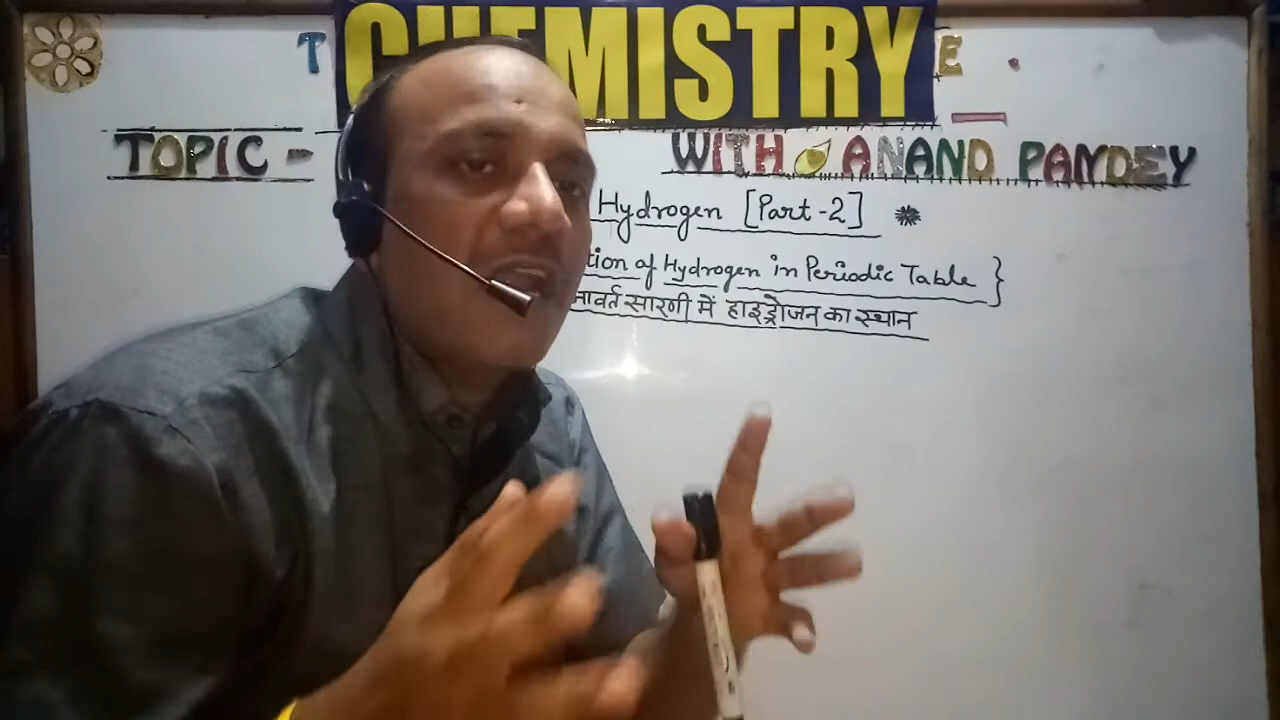 CHEMISTRY
TOPIC - WITH ANAND PANDEY
Hydrogen [Part-2]
of Hydrogen in Periodic Table }
सारणी में हाइड्रोजन का स्थान